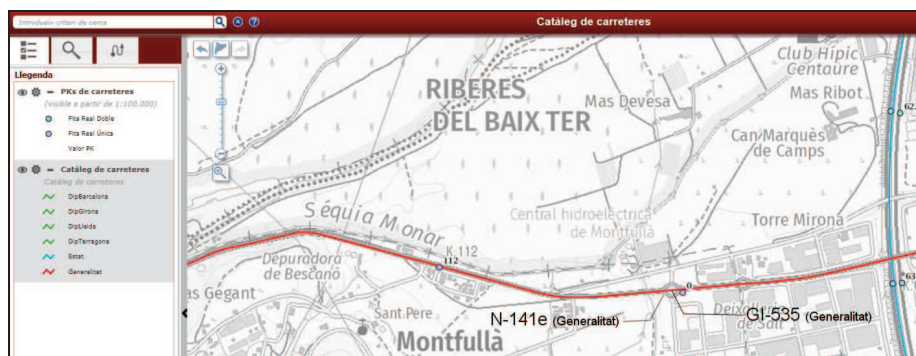 Introdueix criteri de cerca
Catàleg de carreteres
Llegenda
PKs de carreteres
(visible a partir de 1:100.000)
Fita Real Doble
Fita Real Única
Valor PK
Catàleg de carreteres
Catàleg de carreteres
DipBarcelona
DipGirona
DipLleida
DipTarragona
Estat
Generalitat
RIBERES
DEL BAIX TER
Mas Devesa
Club Hípic
Centaure
Mas Ribot
62
Can Marquès
de Camps
Séquia Monar
Central hidroelèctrica
de Montfullà
Torre Mirona
K-112
112
Depuradora
de Bescanó
as Gegant
Sant Pere
Montfullà
0
63
Deixalleria
de Salt
N-141e (Generalitat)
GI-535 (Generalitat)